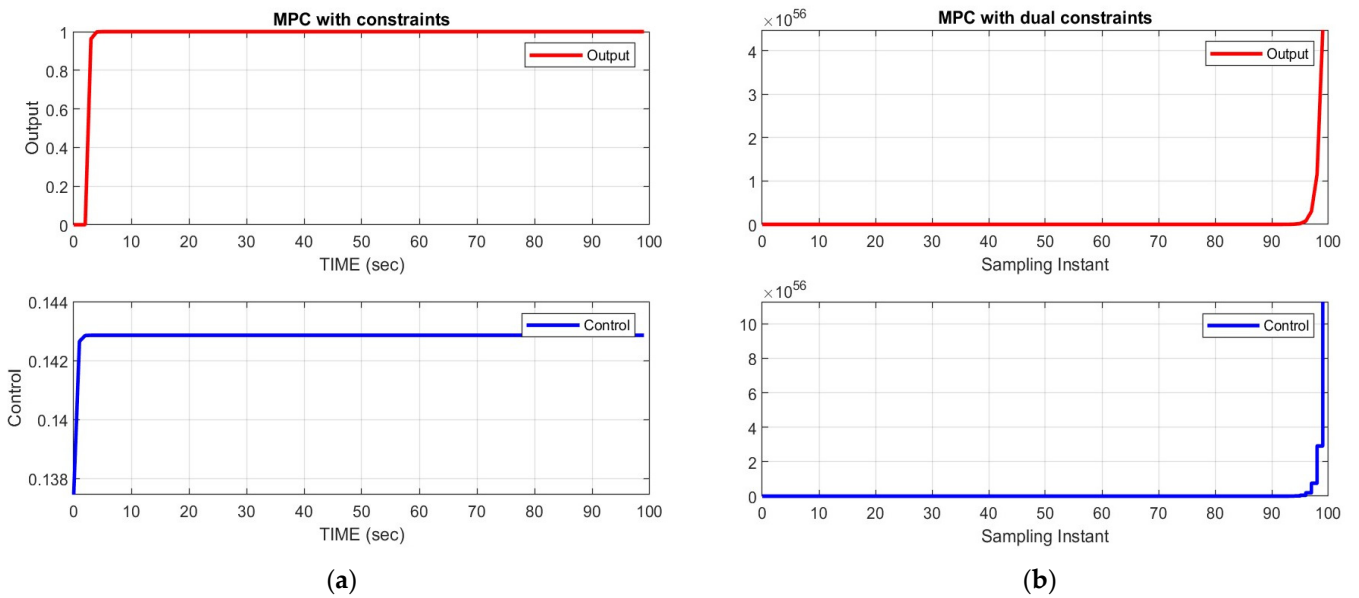 MPC with constraints
1
0.8
0.6
0.4
0.2
0
Output
Output
0 10 20 30 40 50 60 70 80 90 100
TIME (sec)
0.144
0.142
0.14
0.138
Control
Control
0 10 20 30 40 50 60 70 80 90 100
TIME (sec)
(a)
MPC with dual constraints
×10^56
4
3
2
1
0
Output
0 10 20 30 40 50 60 70 80 90 100
Sampling Instant
×10^56
10
8
6
4
2
0
Control
0 10 20 30 40 50 60 70 80 90 100
Sampling Instant
(b)